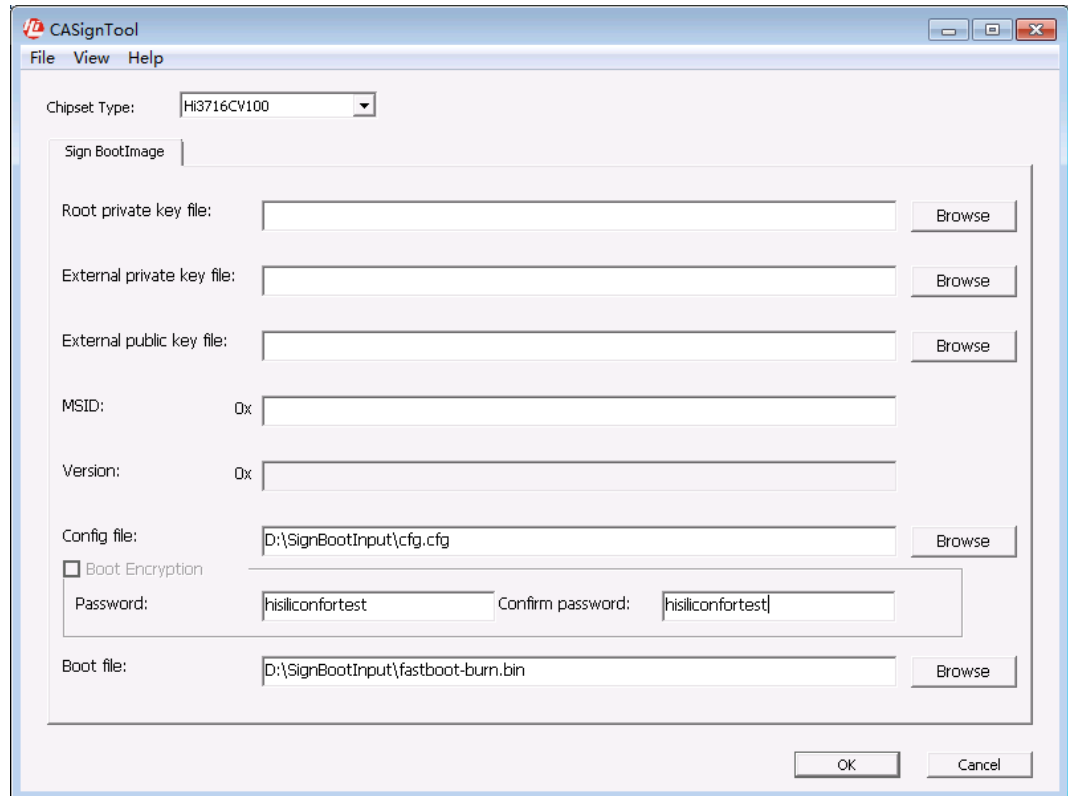 CASignTool
File View Help
Chipset Type: Hi3716CV100
Sign BootImage
Root private key file: Browse
External private key file: Browse
External public key file: Browse
MSID: 0x
Version: 0x
Config file: D:\SignBootInput\cfg.cfg Browse
Boot Encryption
Password: hisiliconfortest Confirm password: hisiliconfortest
Boot file: D:\SignBootInput\fastboot-burn.bin Browse
OK Cancel